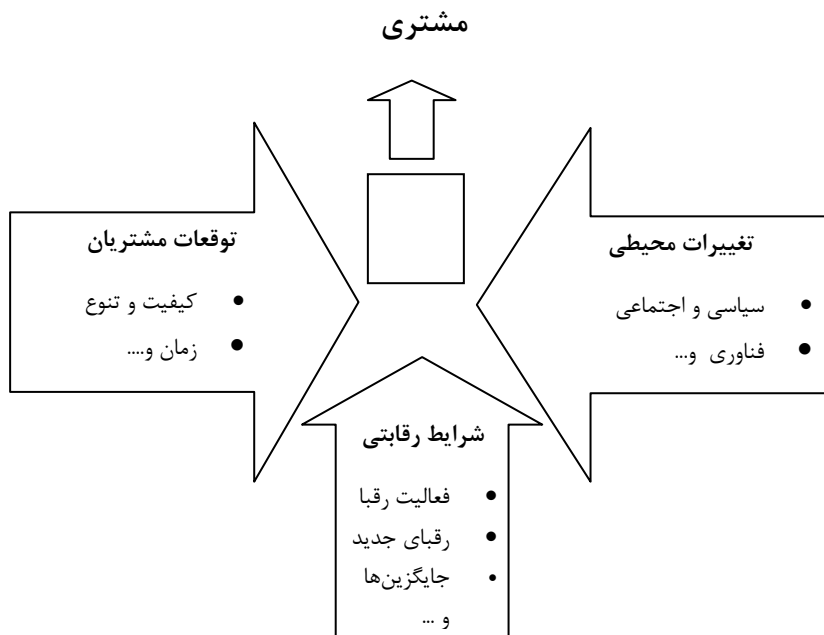 مشتری
تغییرات محیطی
• سیاسی و اجتماعی
• فناوری و...
توقعات مشتریان
• کیفیت و تنوع
• زمان و....
شرایط رقابتی
• فعالیت رقبا
• رقبای جدید
• جایگزین‌ها
و ...